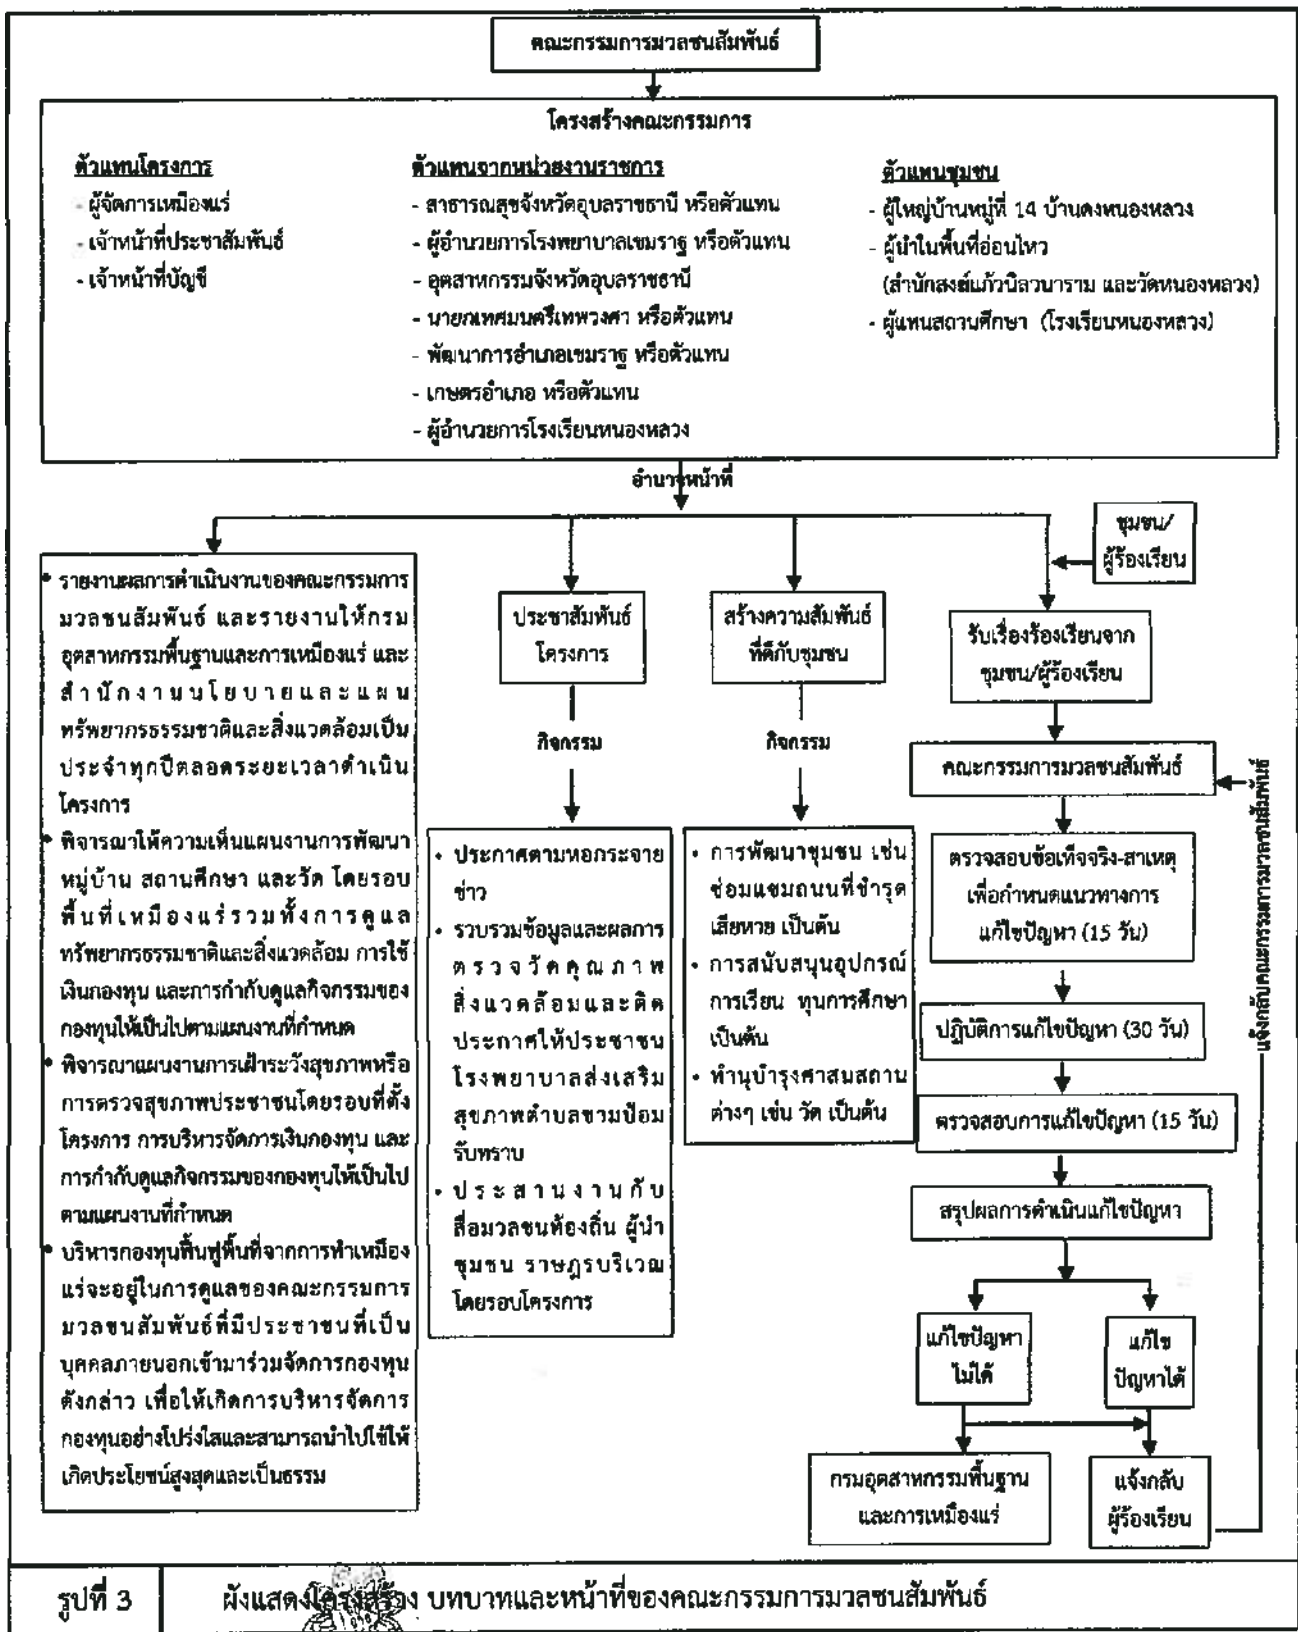 คณะกรรมการมวลชนสัมพันธ์
โครงสร้างคณะกรรมการ
ตัวแทนโครงการ
- ผู้จัดการเหมืองแร่
- เจ้าหน้าที่ประชาสัมพันธ์
- เจ้าหน้าที่บัญชี
ตัวแทนจากหน่วยงานราชการ
- สาธารณสุขจังหวัดอุบลราชธานี หรือตัวแทน
- ผู้อำนวยการโรงพยาบาลเขมราฐ หรือตัวแทน
- อุตสาหกรรมจังหวัดอุบลราชธานี
- นายกเทศมนตรีเทพวงศา หรือตัวแทน
- พัฒนาการอำเภอเขมราฐ หรือตัวแทน
- เกษตรอำเภอ หรือตัวแทน
- ผู้อำนวยการโรงเรียนหนองหลวง
ตัวแทนชุมชน
- ผู้ใหญ่บ้านหมู่ที่ 14 บ้านดงหนองหลวง
- ผู้นำในพื้นที่อ่อนไหว
(สำนักสงฆ์แก้วนิลวนาราม และวัดหนองหลวง)
- ผู้แทนสถานศึกษา (โรงเรียนหนองหลวง)
อำนาจหน้าที่
• รายงานผลการดำเนินงานของคณะกรรมการ
มวลชนสัมพันธ์ และรายงานให้กรม
อุตสาหกรรมพื้นฐานและการเหมืองแร่ และ
สำนักงานนโยบายและแผน
ทรัพยากรธรรมชาติและสิ่งแวดล้อมเป็น
ประจำทุกปีตลอดระยะเวลาดำเนิน
โครงการ
• พิจารณาให้ความเห็นแผนงานการพัฒนา
หมู่บ้าน สถานศึกษา และวัด โดยรอบ
พื้นที่เหมืองแร่รวมทั้งการดูแล
ทรัพยากรธรรมชาติและสิ่งแวดล้อม การใช้
เงินกองทุน และการกำกับดูแลกิจกรรมของ
กองทุนให้เป็นไปตามแผนงานที่กำหนด
• พิจารณาแผนงานการเฝ้าระวังสุขภาพหรือ
การตรวจสุขภาพประชาชนโดยรอบที่ตั้ง
โครงการ การบริหารจัดการเงินกองทุน และ
การกำกับดูแลกิจกรรมของกองทุนให้เป็นไป
ตามแผนงานที่กำหนด
• บริหารกองทุนฟื้นฟูพื้นที่จากการทำเหมือง
แร่จะอยู่ในการดูแลของคณะกรรมการ
มวลชนสัมพันธ์ที่มีประชาชนที่เป็น
บุคคลภายนอกเข้ามาร่วมจัดการกองทุน
ดังกล่าว เพื่อให้เกิดการบริหารจัดการ
กองทุนอย่างโปร่งใสและสามารถนำไปใช้ให้
เกิดประโยชน์สูงสุดและเป็นธรรม
ประชาสัมพันธ์
โครงการ
กิจกรรม
• ประกาศตามหอกระจาย
ข่าว
• รวบรวมข้อมูลและผลการ
ตรวจวัดคุณภาพ
สิ่งแวดล้อมและติด
ประกาศให้ประชาชน
โรงพยาบาลส่งเสริม
สุขภาพตำบลขามป้อม
รับทราบ
• ประสานงานกับ
สื่อมวลชนท้องถิ่น ผู้นำ
ชุมชน ราษฎรบริเวณ
โดยรอบโครงการ
สร้างความสัมพันธ์
ที่ดีกับชุมชน
กิจกรรม
• การพัฒนาชุมชน เช่น
ซ่อมแซมถนนที่ชำรุด
เสียหาย เป็นต้น
• การสนับสนุนอุปกรณ์
การเรียน ทุนการศึกษา
เป็นต้น
• ทำนุบำรุงศาสนสถาน
ต่างๆ เช่น วัด เป็นต้น
ชุมชน/
ผู้ร้องเรียน
รับเรื่องร้องเรียนจาก
ชุมชน/ผู้ร้องเรียน
คณะกรรมการมวลชนสัมพันธ์
ตรวจสอบข้อเท็จจริง-สาเหตุ
เพื่อกำหนดแนวทางการ
แก้ไขปัญหา (15 วัน)
ปฏิบัติการแก้ไขปัญหา (30 วัน)
ตรวจสอบการแก้ไขปัญหา (15 วัน)
สรุปผลการดำเนินแก้ไขปัญหา
แก้ไขปัญหา
ไม่ได้
แก้ไข
ปัญหาได้
กรมอุตสาหกรรมพื้นฐาน
และการเหมืองแร่
แจ้งกลับ
ผู้ร้องเรียน
แจ้งกลับคณะกรรมการมวลชนสัมพันธ์
รูปที่ 3
ผังแสดงโครงสร้าง บทบาทและหน้าที่ของคณะกรรมการมวลชนสัมพันธ์